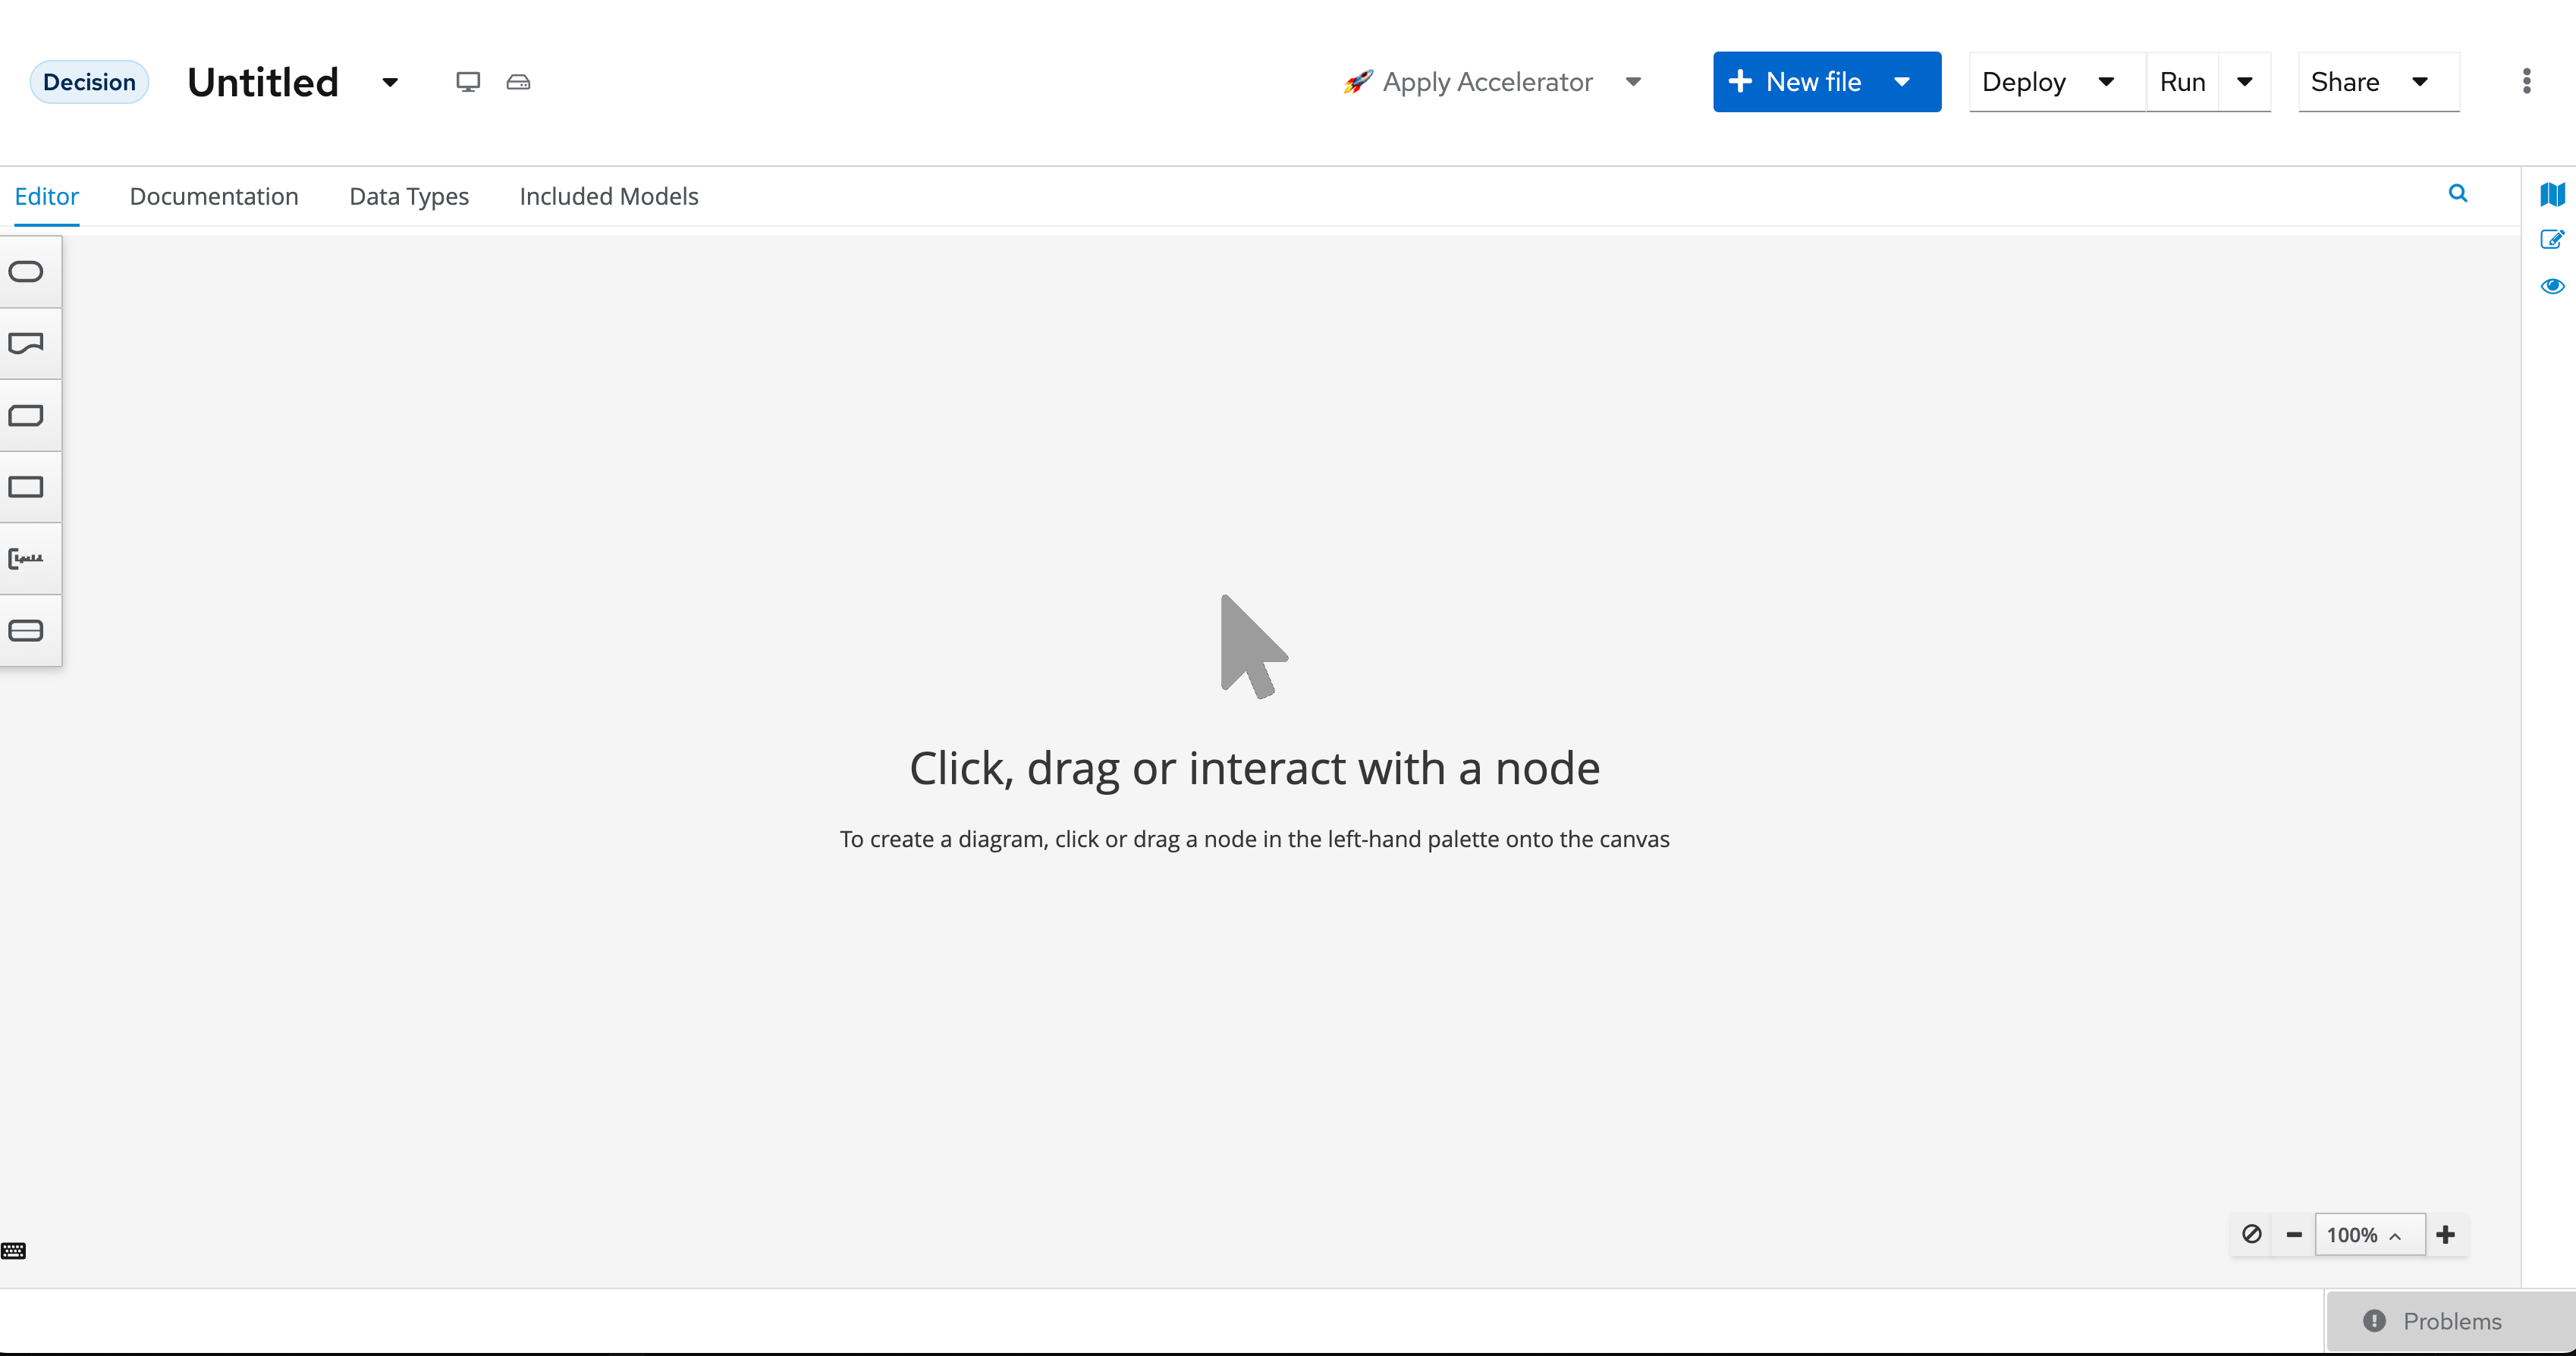 Decision Untitled Apply Accelerator New file Deploy Run Share
Editor Documentation Data Types Included Models
Click, drag or interact with a node
To create a diagram, click or drag a node in the left-hand palette onto the canvas
100%
Problems